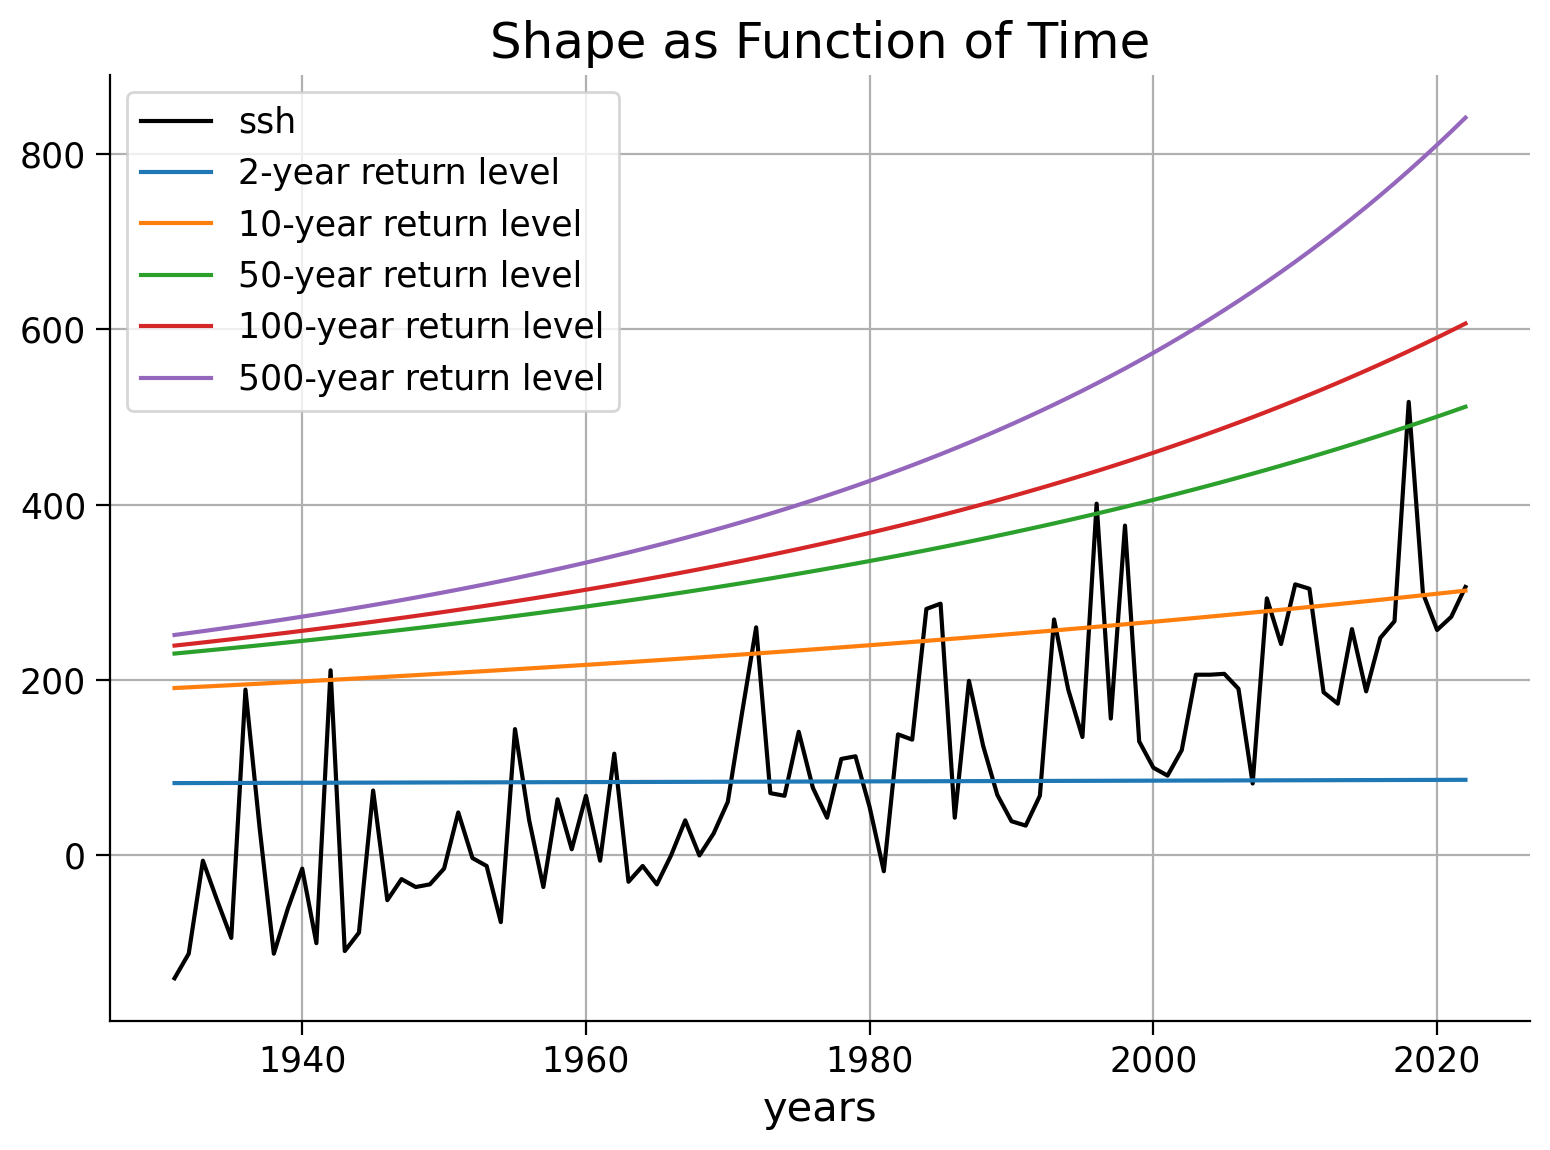 Shape as Function of Time
ssh
2-year return level
10-year return level
50-year return level
100-year return level
500-year return level
800
600
400
200
0
1940 1960 1980 2000 2020
years